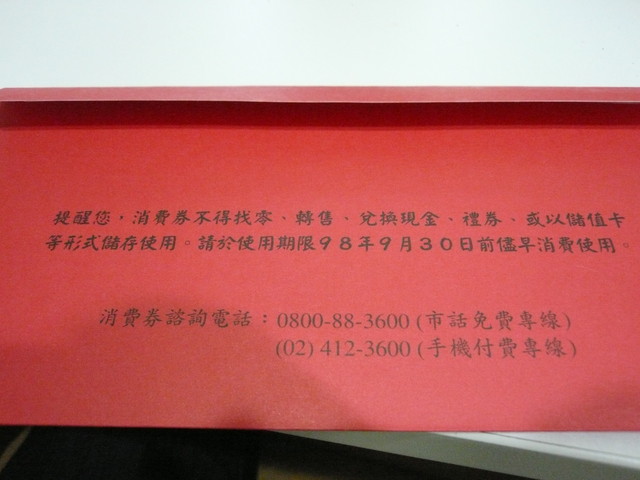 提醒您，消費券不得找零、轉售、兌換現金、禮券、或以儲值卡
等形式儲存使用。請於使用期限９８年９月３０日前儘早消費使用。
消費券諮詢電話：0800-88-3600 (市話免費專線)
(02) 412-3600 (手機付費專線)